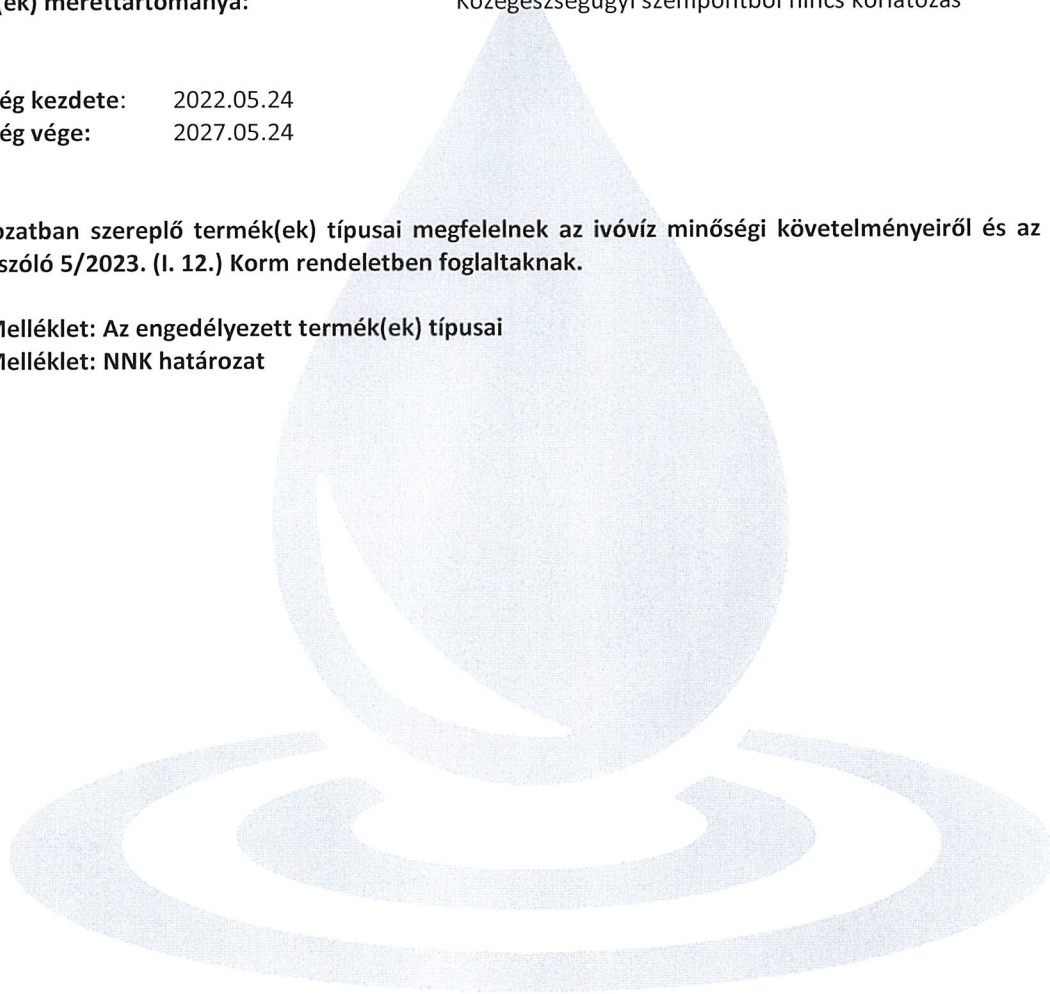 (ek) mérettartománya: Közegészségügyi szempontból nincs korlátozás
ég kezdete: 2022.05.24
ég vége: 2027.05.24
ozatban szereplő termék(ek) típusai megfelelnek az ivóvíz minőségi követelményeiről és az
szóló 5/2023. (I. 12.) Korm rendeletben foglaltaknak.
Melléklet: Az engedélyezett termék(ek) típusai
Melléklet: NNK határozat